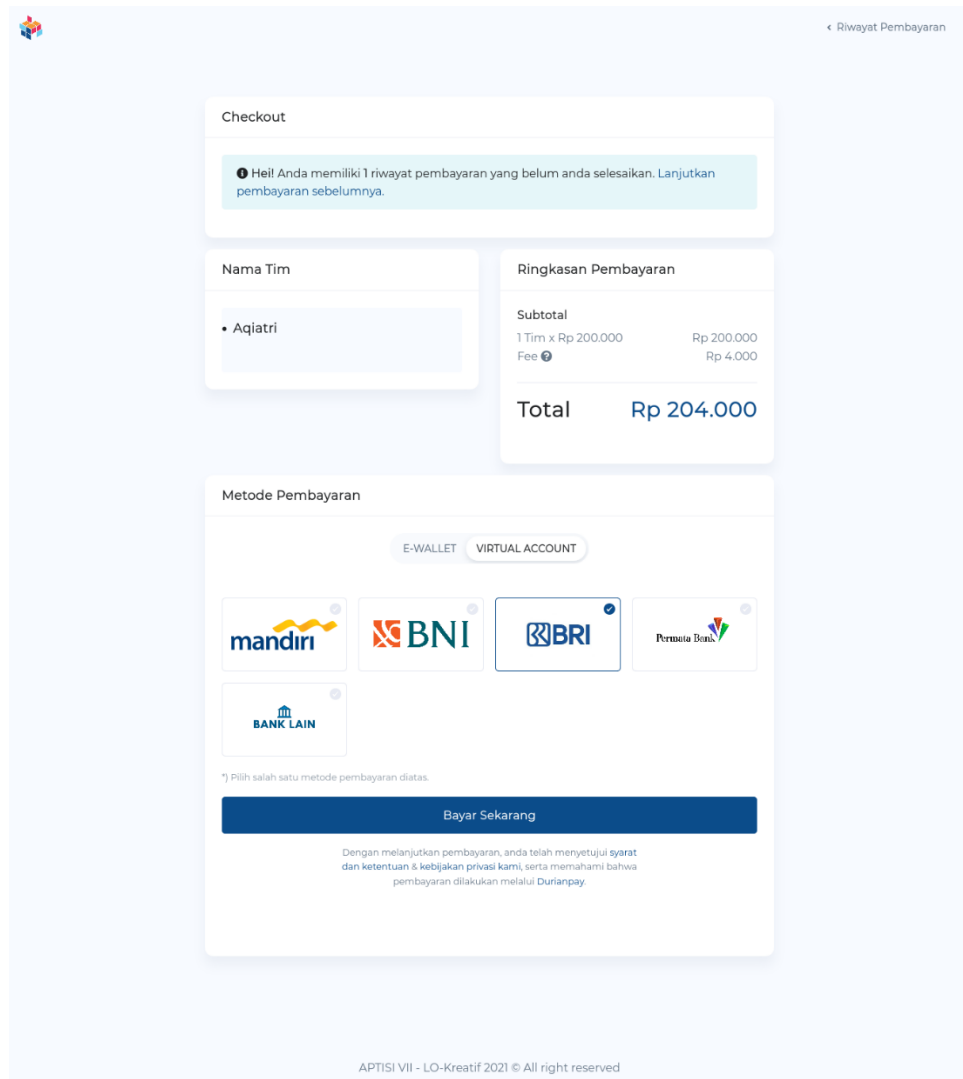 Riwayat Pembayaran
Checkout
Hei! Anda memiliki 1 riwayat pembayaran yang belum anda selesaikan. Lanjutkan
pembayaran sebelumnya.
Nama Tim
• Aqiatri
Ringkasan Pembayaran
Subtotal
1 Tim x Rp 200.000 Rp 200.000
Fee Rp 4.000
Total Rp 204.000
Metode Pembayaran
E-WALLET VIRTUAL ACCOUNT
mandiri BNI BRI Permata Bank
BANK LAIN
*) Pilih salah satu metode pembayaran diatas.
Bayar Sekarang
Dengan melanjutkan pembayaran, anda telah menyetujui syarat
dan ketentuan & kebijakan privasi kami, serta memahami bahwa
pembayaran dilakukan melalui Durianpay.
APTISI VII - LO-Kreatif 2021 © All right reserved